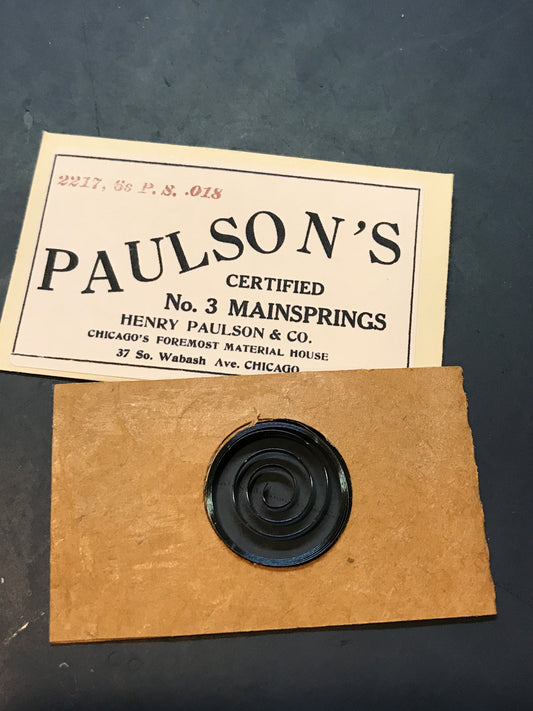 2217, 6s P. S. .018
PAULSON'S
CERTIFIED
No. 3 MAINSPRINGS
HENRY PAULSON & CO.
CHICAGO'S FOREMOST MATERIAL HOUSE
37 So. Wabash Ave. CHICAGO